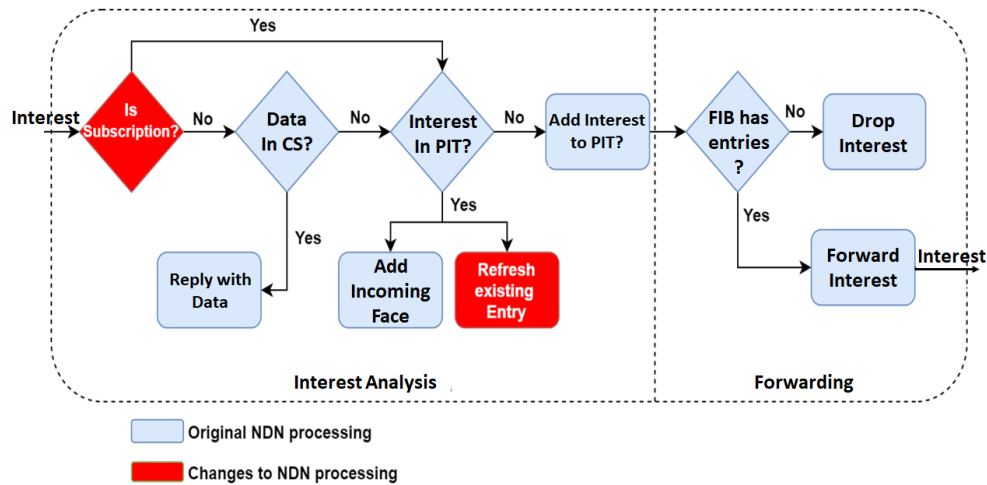 Yes
Interest
Is
Subscription?
No
Data
In CS?
No
Interest
In PIT?
No
Add Interest
to PIT?
FIB has
entries
?
No
Drop
Interest
Yes
Reply with
Data
Yes
Add
Incoming
Face
Refresh
existing
Entry
Yes
Forward
Interest
Interest
Interest Analysis
Forwarding
Original NDN processing
Changes to NDN processing